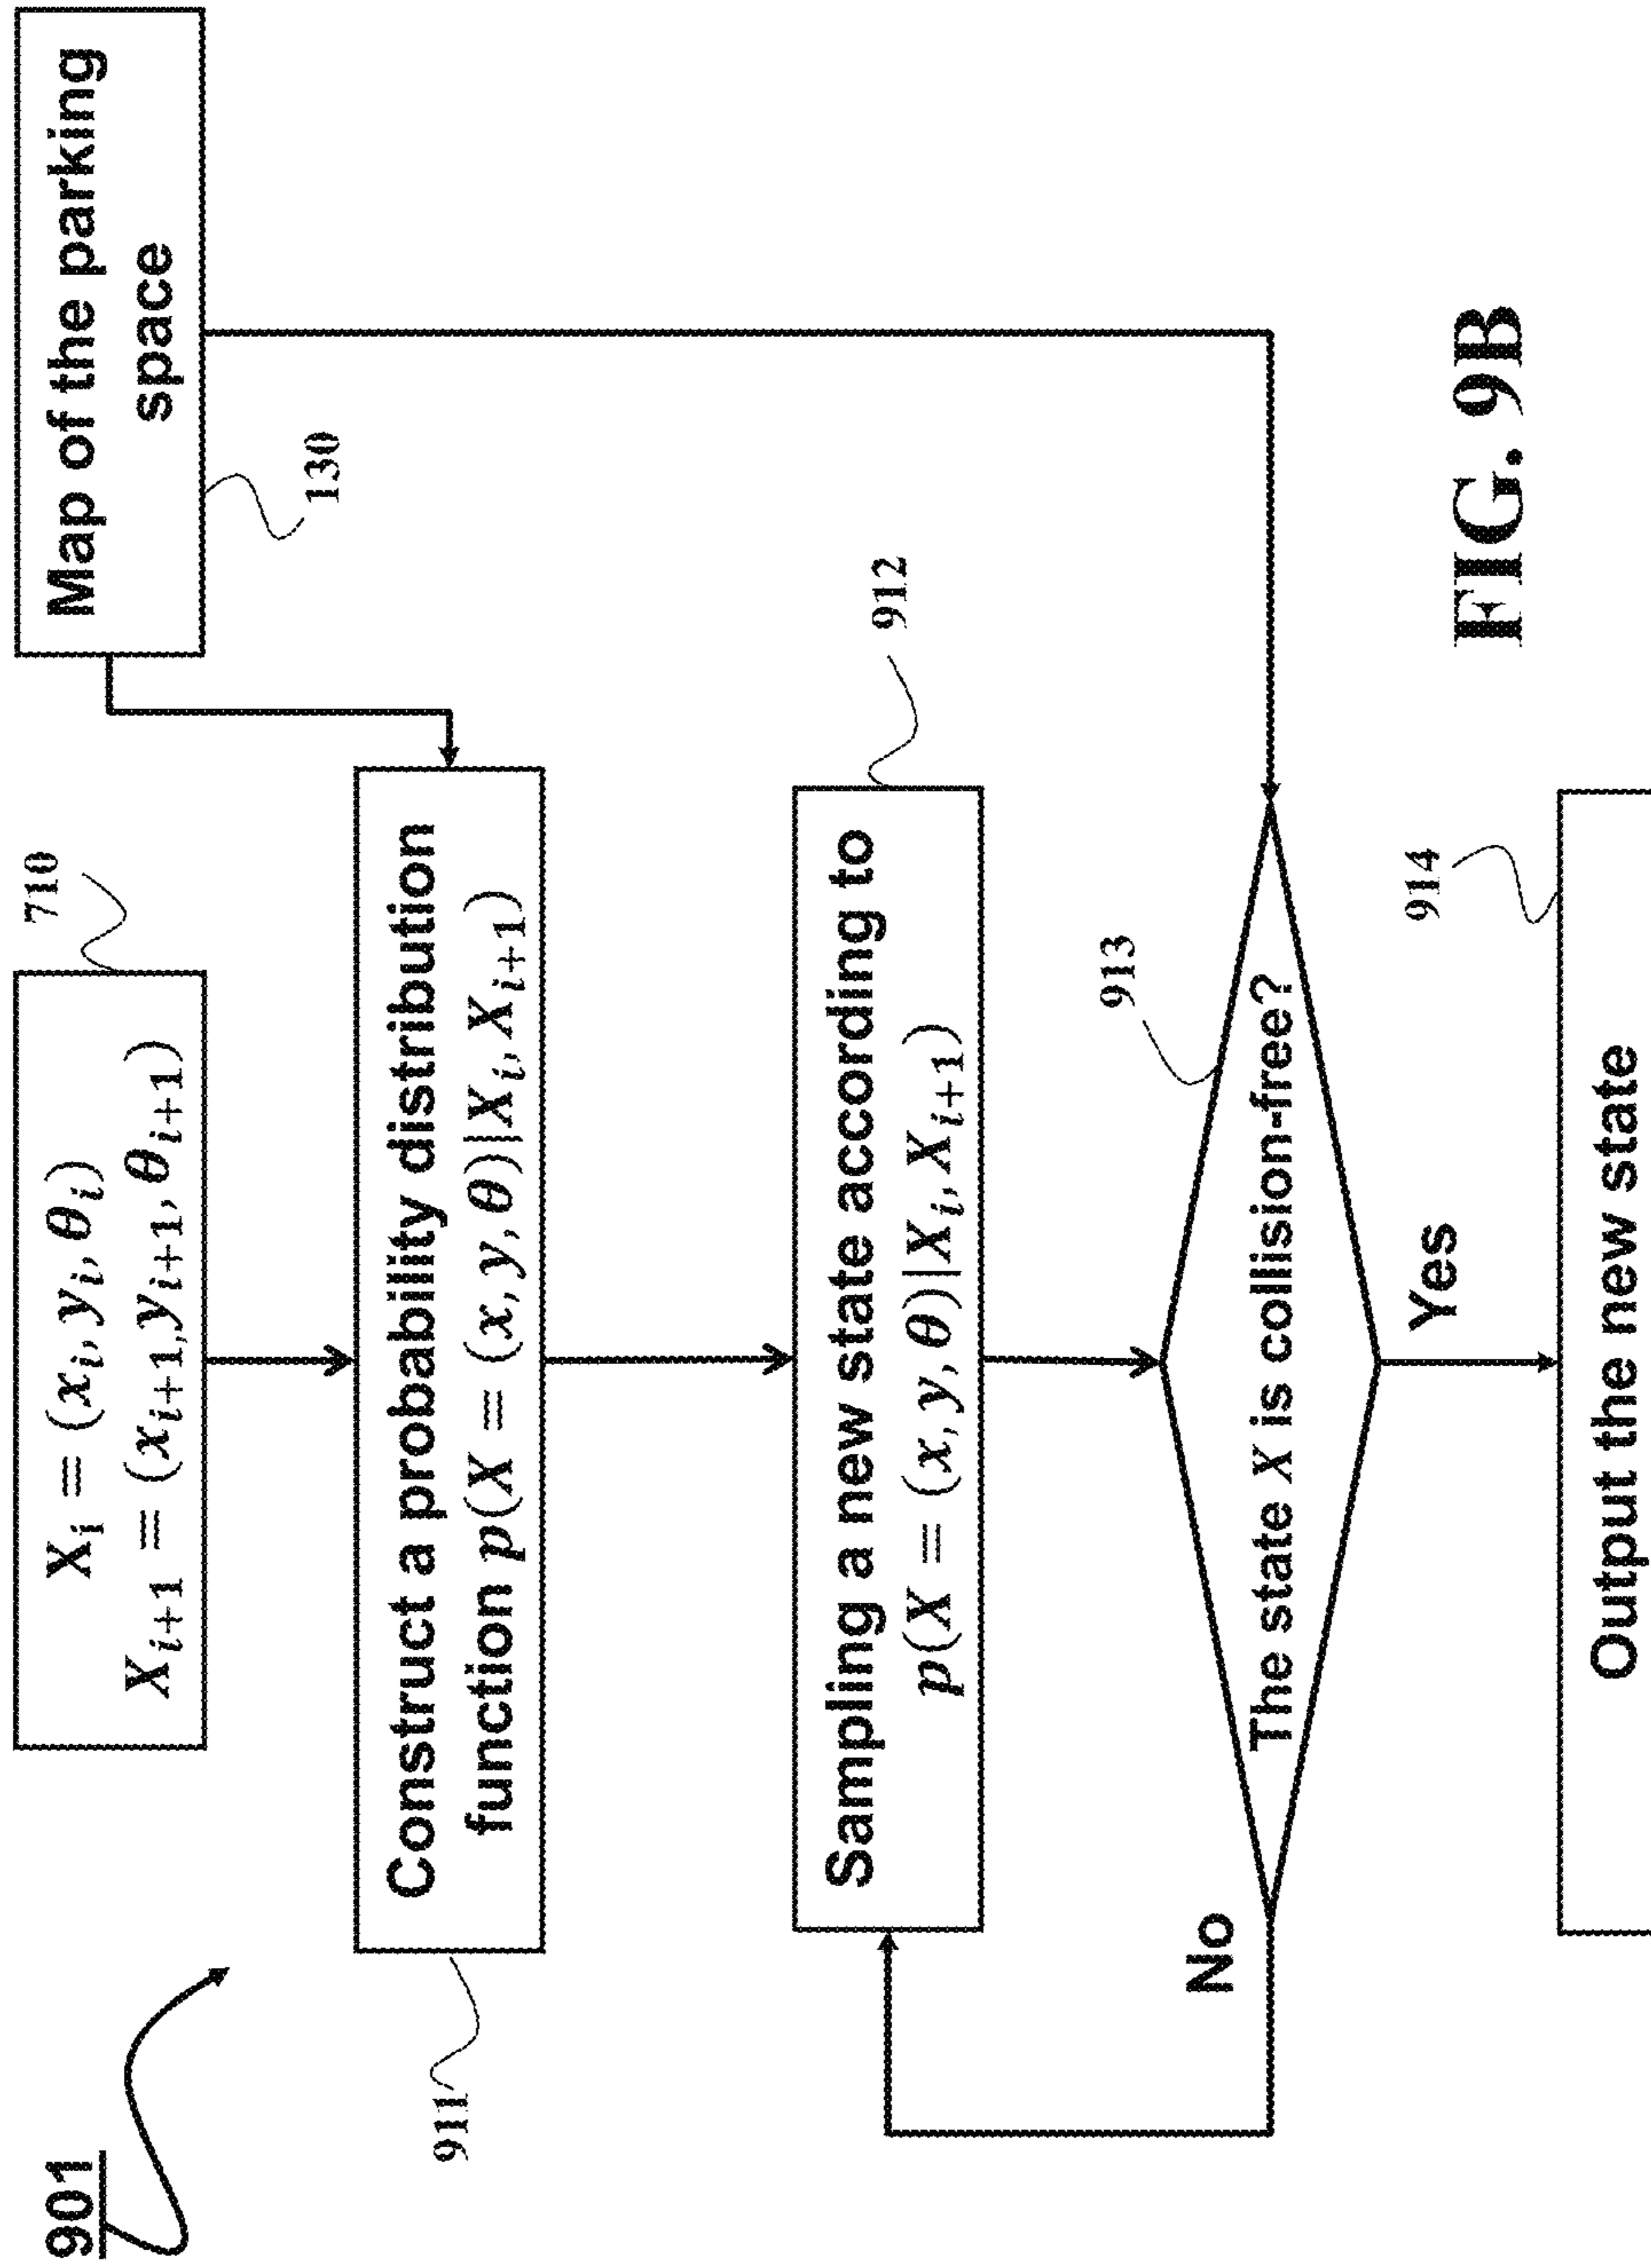 901
710
X_i = (x_i, y_i, θ_i)
X_{i+1} = (x_{i+1}, y_{i+1}, θ_{i+1})
Map of the parking
space
130
911
Construct a probability distribution
function p(X = (x, y, θ)|X_i, X_{i+1})
912
Sampling a new state according to
p(X = (x, y, θ)|X_i, X_{i+1})
913
The state X is collision-free?
No
Yes
914
Output the new state
FIG. 9B